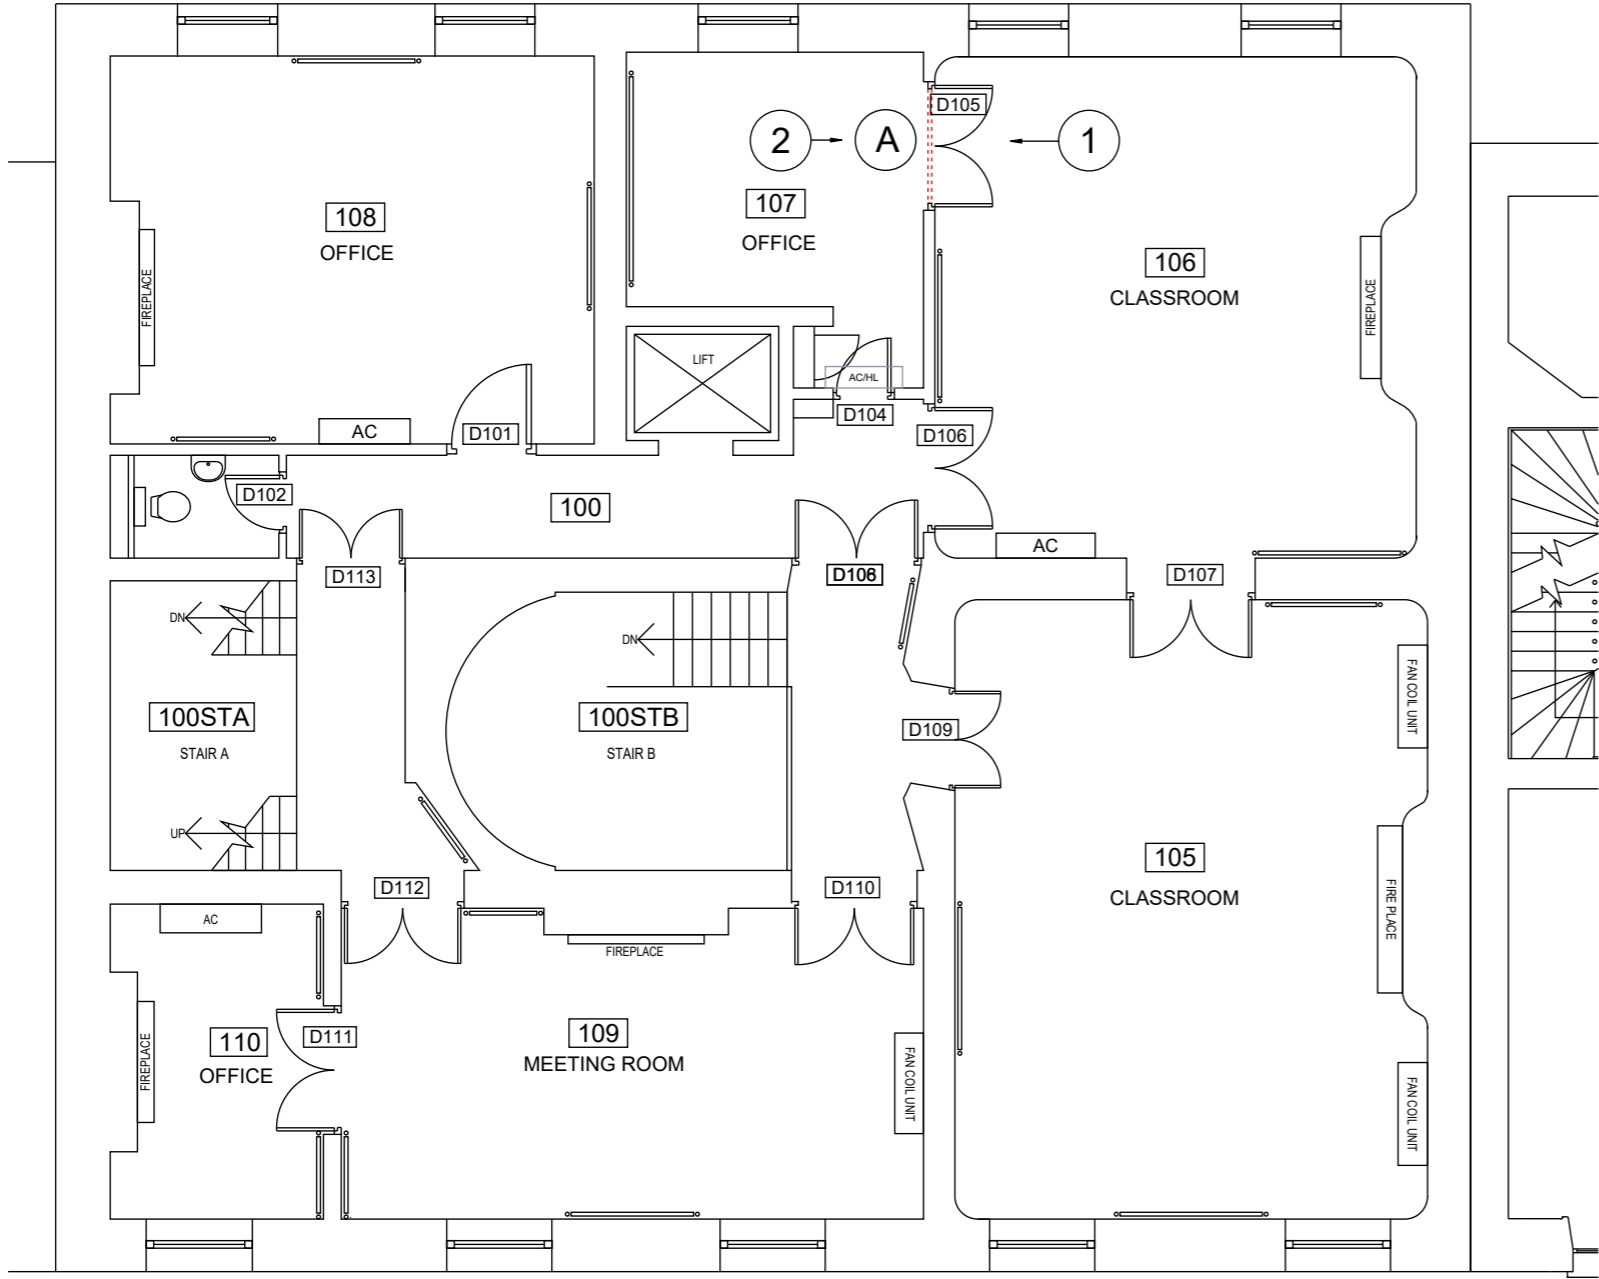 D105
2
A
1
107
OFFICE
108
OFFICE
FIREPLACE
106
CLASSROOM
FIREPLACE
LIFT
AC/HL
D104
AC
D101
D106
D102
100
AC
D113
D107
DN
DN
FAN COIL UNIT
100STA
STAIR A
100STB
STAIR B
D109
UP
105
CLASSROOM
D112
D110
FIRE PLACE
AC
FIREPLACE
110
OFFICE
FIREPLACE
D111
109
MEETING ROOM
FAN COIL UNIT
FAN COIL UNIT